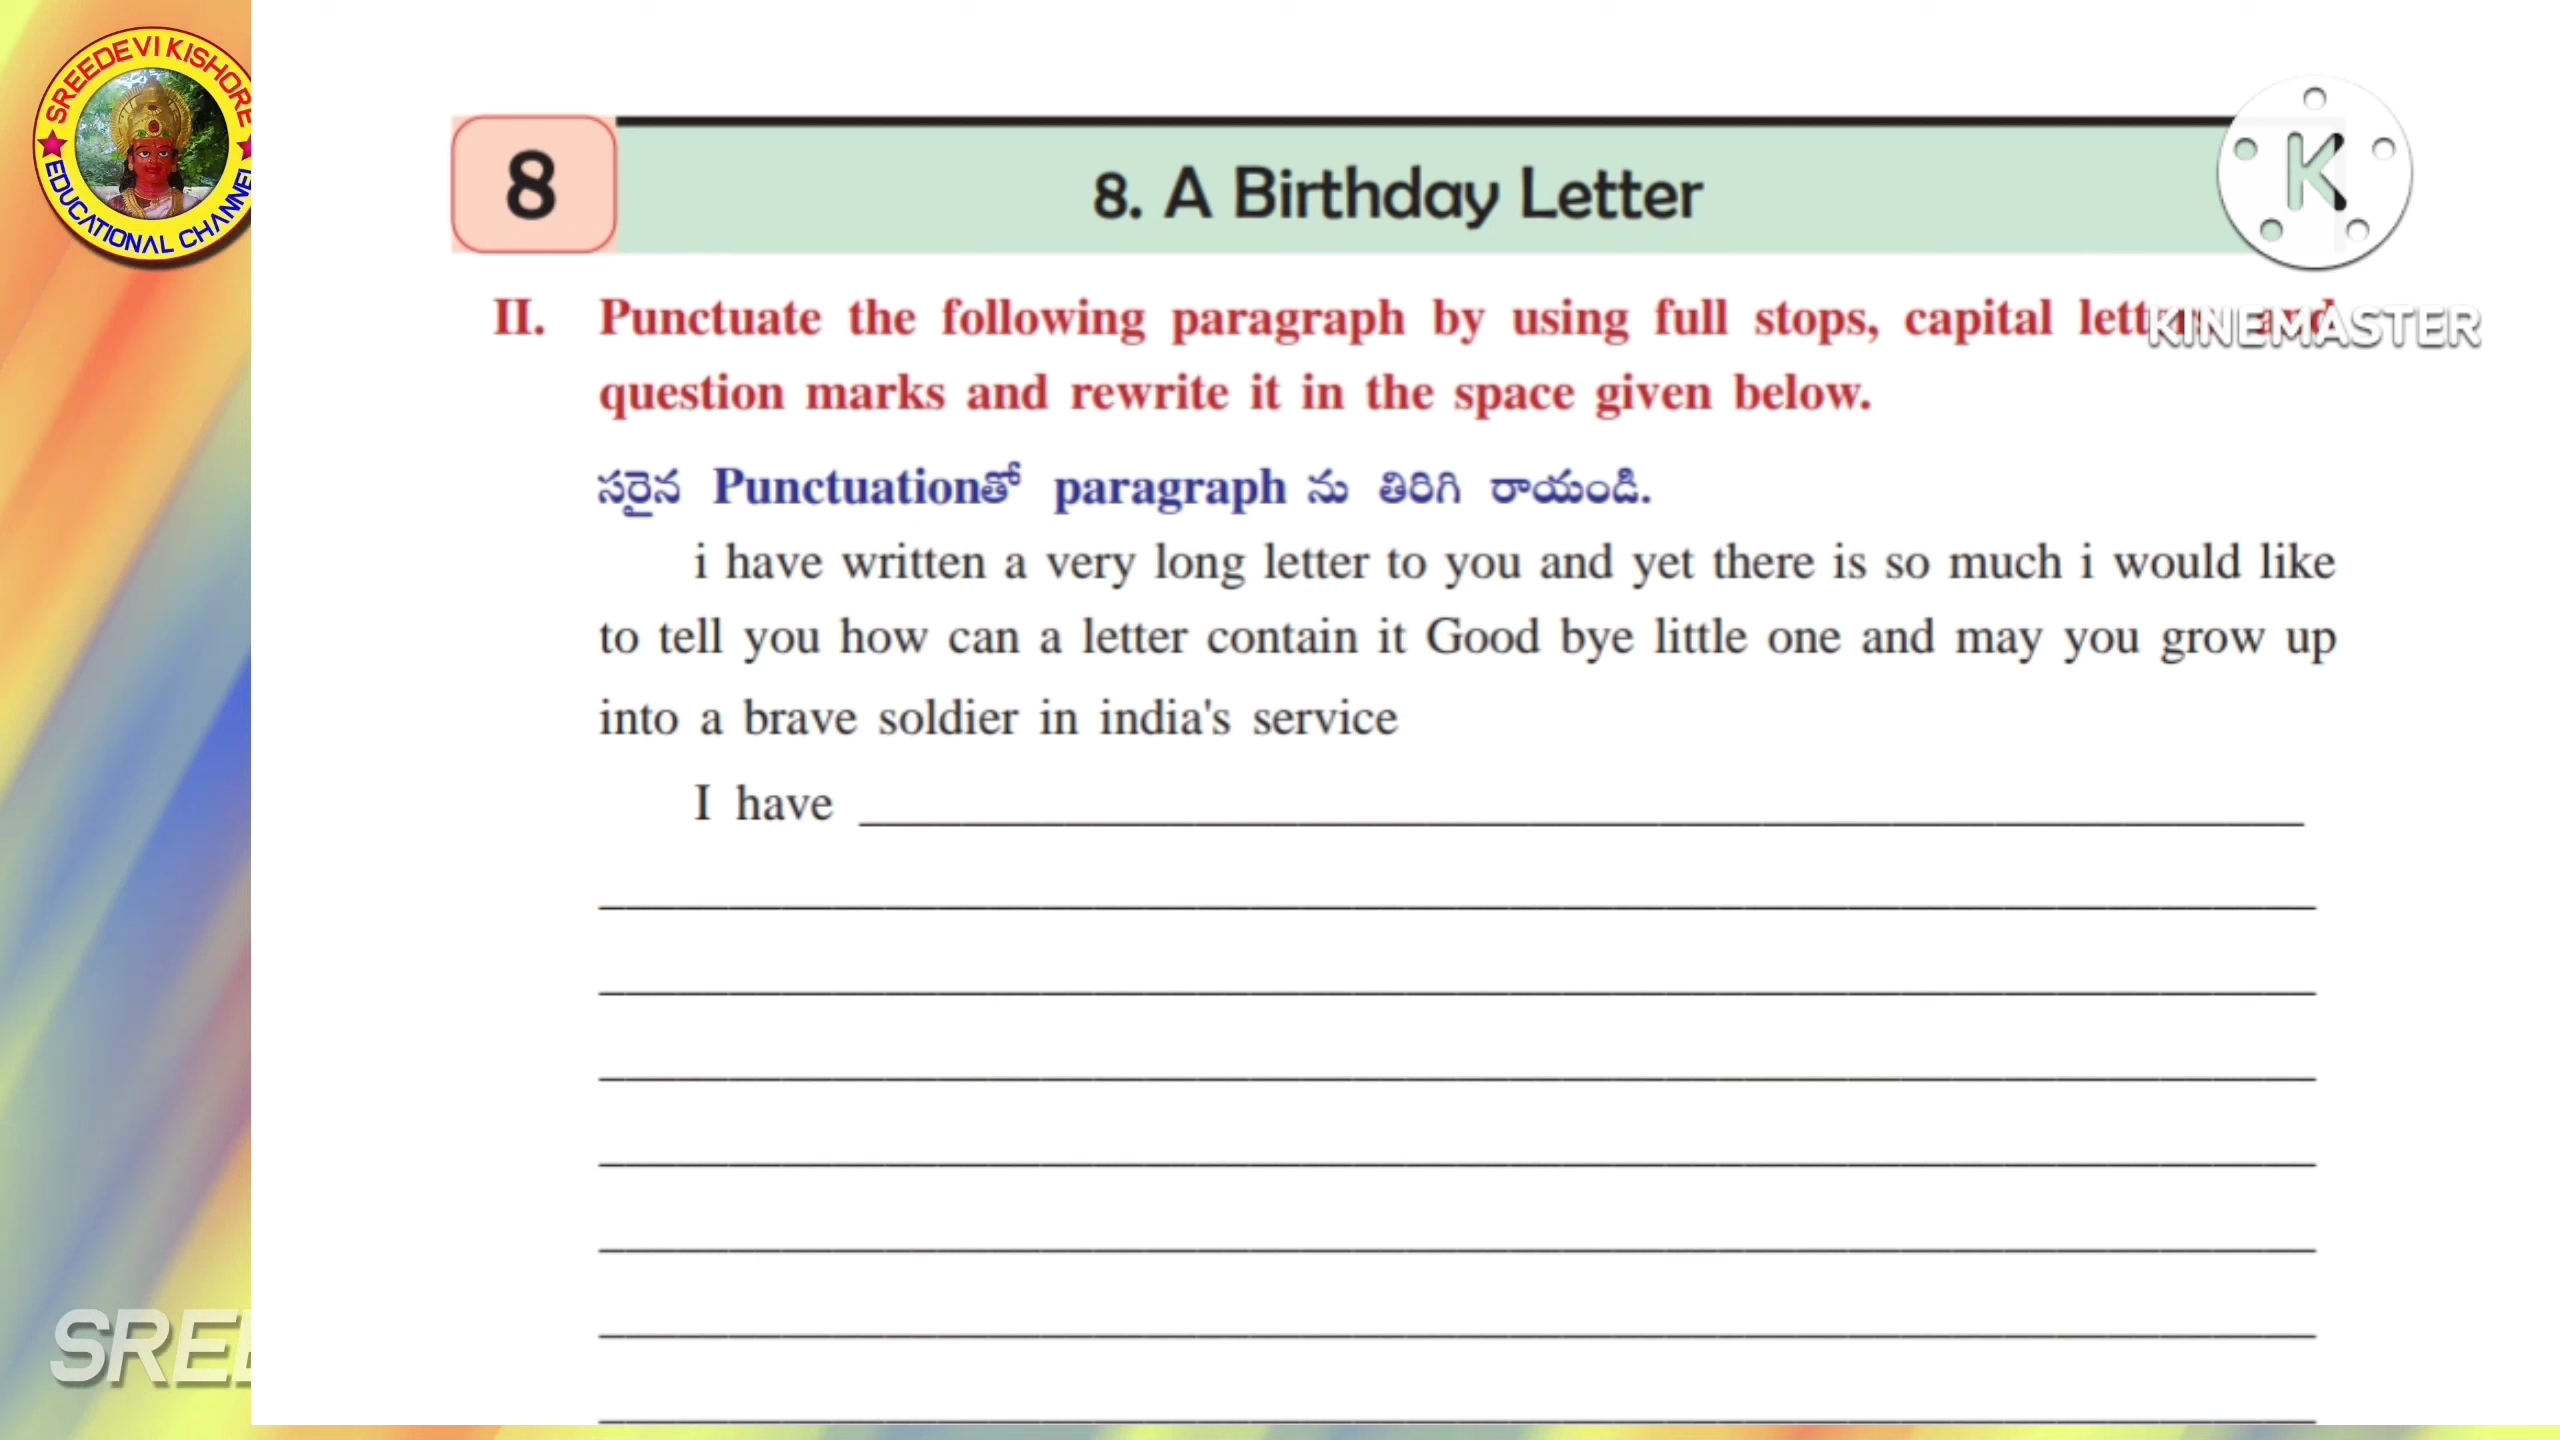 SREEDEVI KISHORE
EDUCATIONAL CHANNEL
8
8. A Birthday Letter
K
KINEMASTER
II. Punctuate the following paragraph by using full stops, capital
question marks and rewrite it in the space given below.
సరైన Punctuationతో paragraph ను తిరిగి రాయండి.
i have written a very long letter to you and yet there is so much i would like
to tell you how can a letter contain it Good bye little one and may you grow up
into a brave soldier in india's service
I have